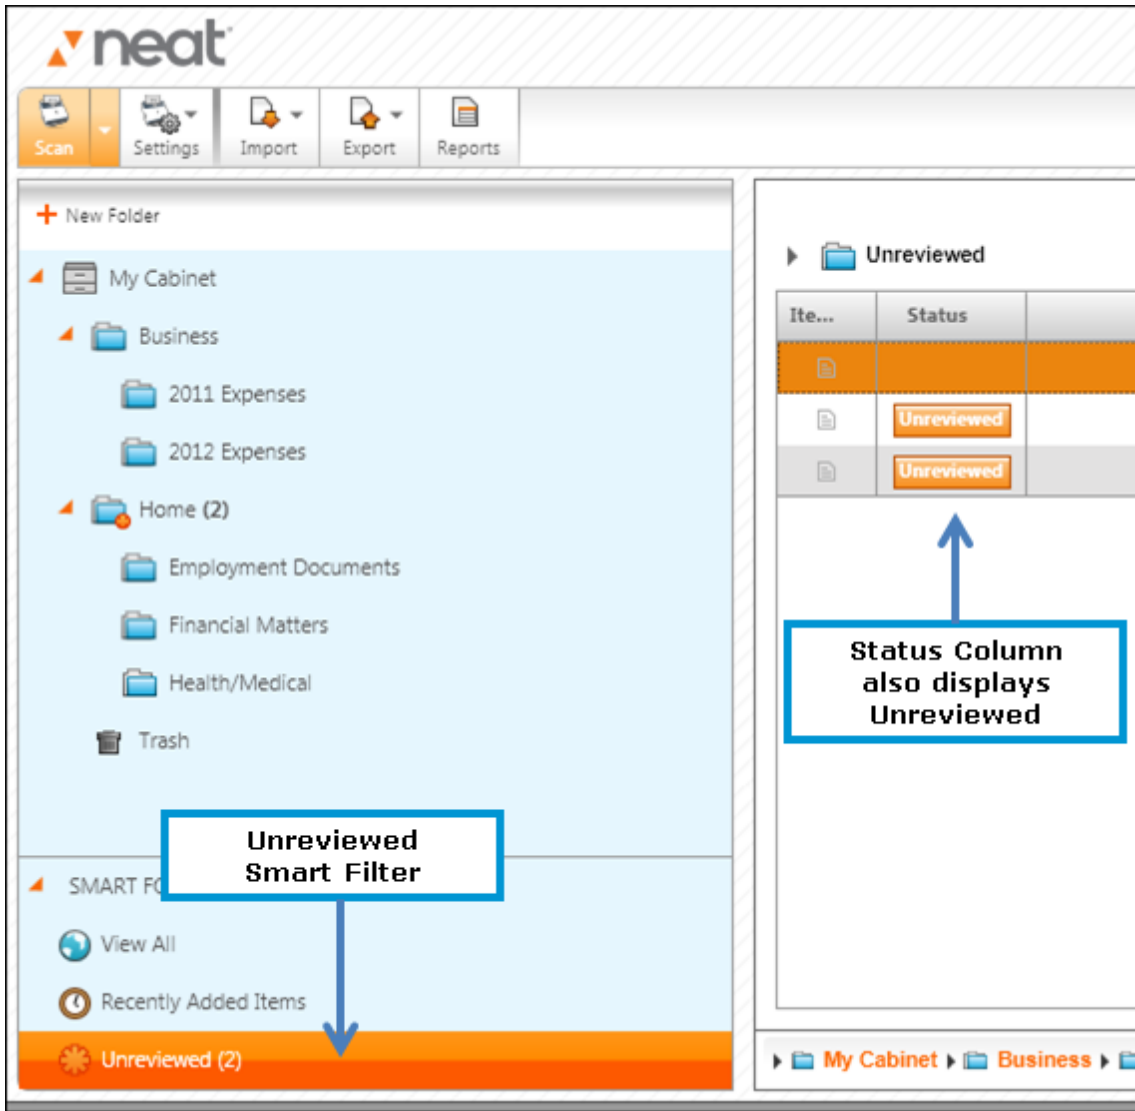 neat
Scan
Settings
Import
Export
Reports
New Folder
My Cabinet
Business
2011 Expenses
2012 Expenses
Home (2)
Employment Documents
Financial Matters
Health/Medical
Trash
Unreviewed
Smart Filter
SMART FO
View All
Recently Added Items
Unreviewed (2)
Unreviewed
Ite... Status
Unreviewed
Unreviewed
Status Column
also displays
Unreviewed
My Cabinet Business